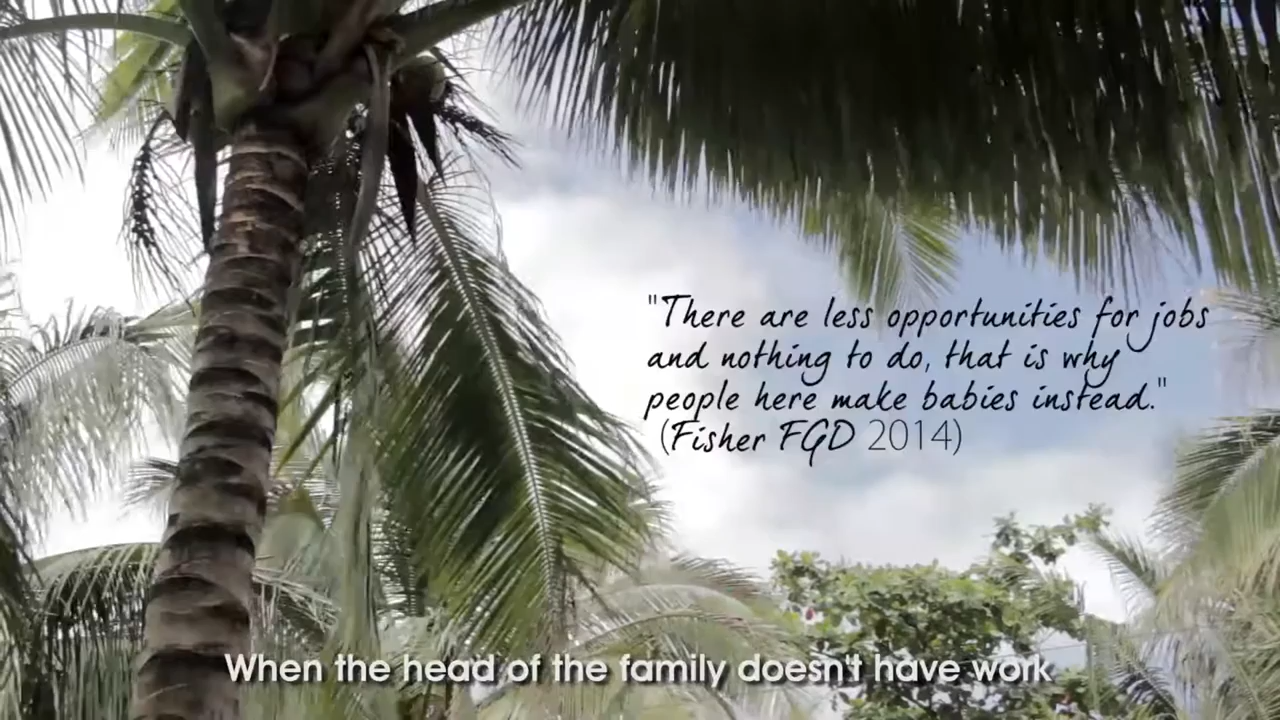 "There are less opportunities for jobs
and nothing to do, that is why
people here make babies instead."
(Fisher FGD 2014)
When the head of the family doesn't have work